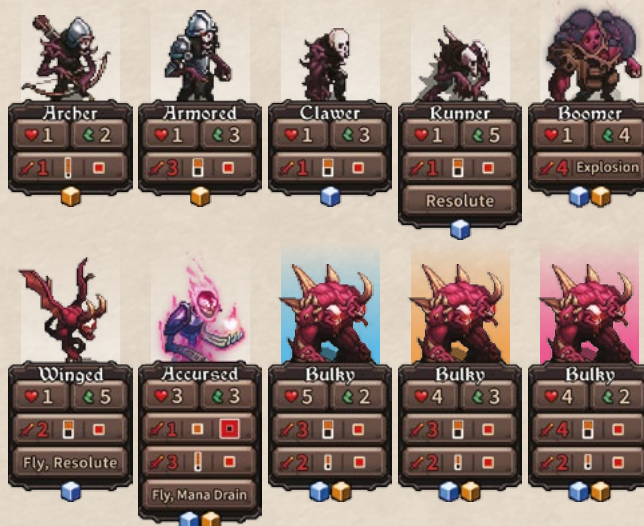 Archer Armored Clawer Runner Boomer
1 2 1 3 1 3 1 5 1 4
1 3 1 1 4 Explosion
Resolute
Winged Accursed Bulky Bulky Bulky
1 5 3 3 5 2 4 3 4 2
2 1 3 3 4
Fly, Resolute 3 2 2 2
Fly, Mana Drain